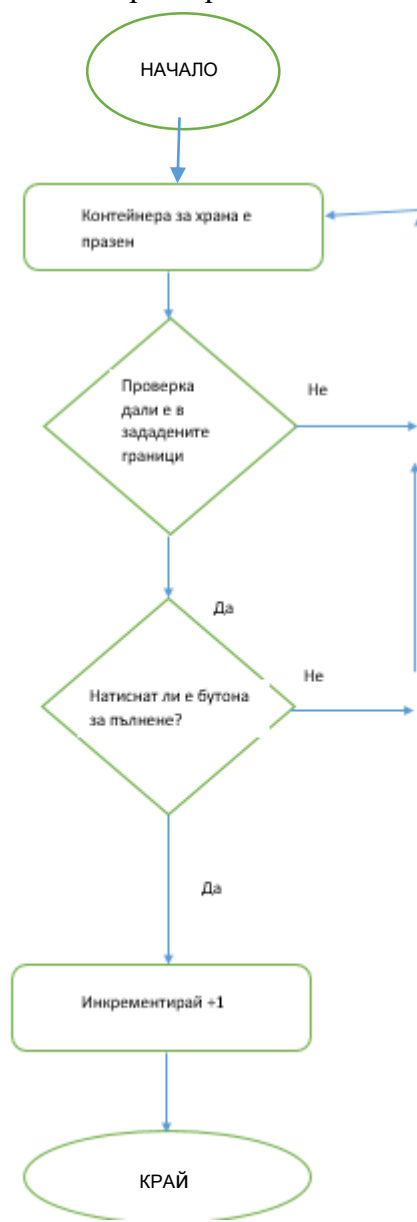 НАЧАЛО
Контейнера за храна е
празен
Проверка
дали е в
зададените
граници
Не
Да
Натиснат ли е бутона
за пълнене?
Не
Да
Инкрементирай +1
КРАЙ